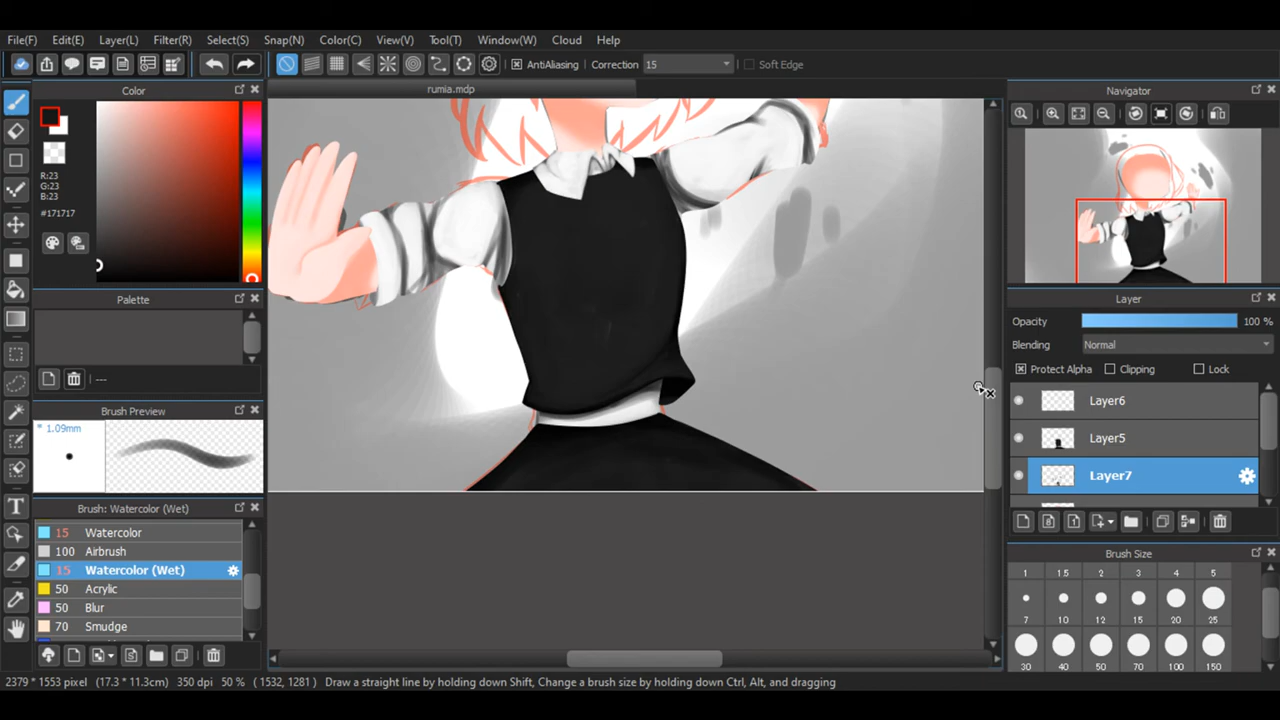 File(F) Edit(E) Layer(L) Filter(R) Select(S) Snap(N) Color(C) View(V) Tool(T) Window(W) Cloud Help
AntiAliasing Correction 15 Soft Edge
Color
rumia.mdp
Navigator
R:23
G:23
B:23
#171717
Palette
---
Brush Preview
* 1.09mm
Brush: Watercolor (Wet)
15 Watercolor
100 Airbrush
15 Watercolor (Wet)
50 Acrylic
50 Blur
70 Smudge
Layer
Opacity 100 %
Blending Normal
Protect Alpha Clipping Lock
Layer6
Layer5
Layer7
Brush Size
1 1.5 2 3 4 5
7 10 12 15 20 25
30 40 50 70 100 150
2379 * 1553 pixel (17.3 * 11.3cm) 350 dpi 50 % ( 1532, 1281 ) Draw a straight line by holding down Shift, Change a brush size by holding down Ctrl, Alt, and dragging